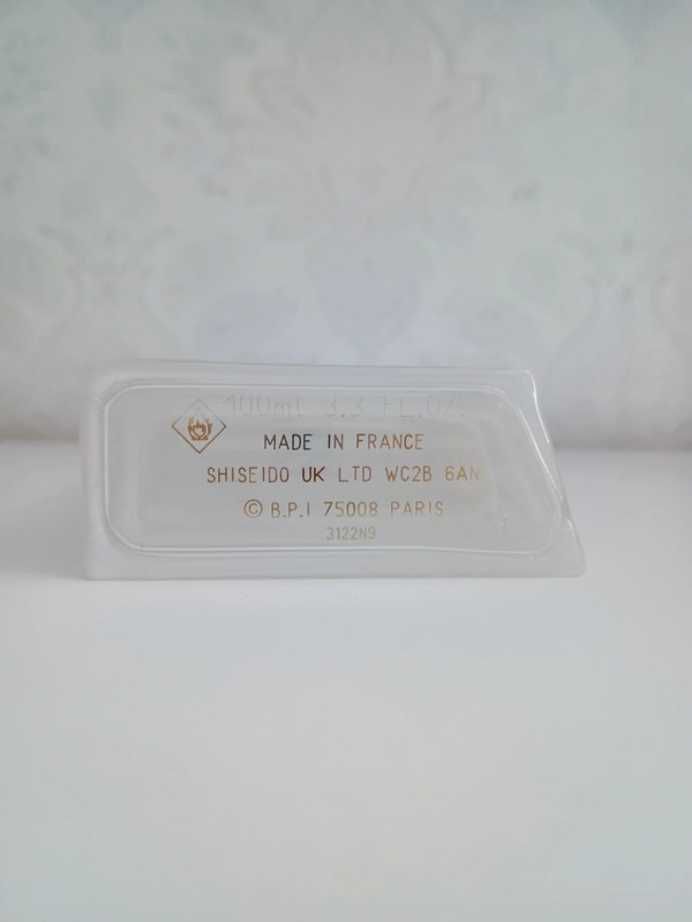 100ml 3.3 FL.OZ.
MADE IN FRANCE
SHISEIDO UK LTD WC2B 6AN
© B.P.I 75008 PARIS
3122N9